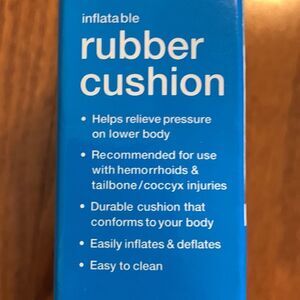 inflatable
rubber
cushion
• Helps relieve pressure
on lower body
• Recommended for use
with hemorrhoids &
tailbone/coccyx injuries
• Durable cushion that
conforms to your body
• Easily inflates & deflates
• Easy to clean